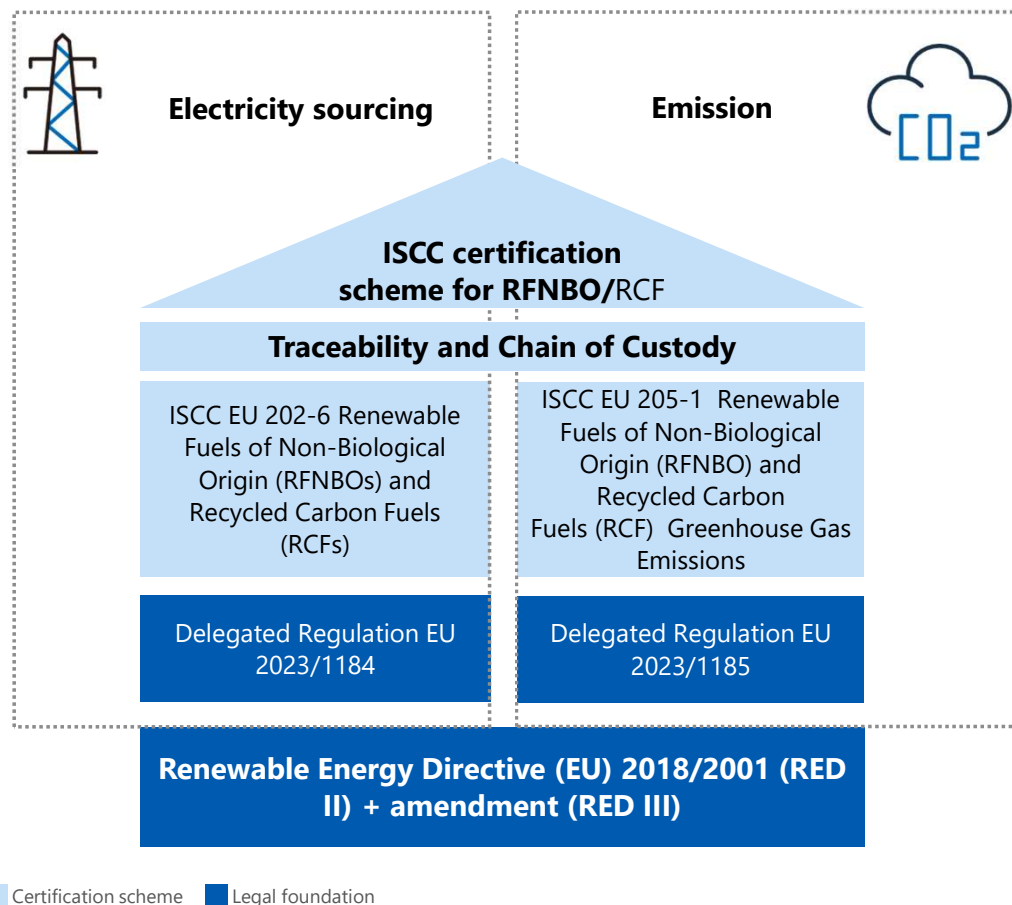 Electricity sourcing
Emission
CO2
ISCC certification
scheme for RFNBO/RCF
Traceability and Chain of Custody
ISCC EU 202-6 Renewable
Fuels of Non-Biological
Origin (RFNBOs) and
Recycled Carbon Fuels
(RCFs)
ISCC EU 205-1 Renewable
Fuels of Non-Biological
Origin (RFNBO) and
Recycled Carbon
Fuels (RCF) Greenhouse Gas
Emissions
Delegated Regulation EU
2023/1184
Delegated Regulation EU
2023/1185
Renewable Energy Directive (EU) 2018/2001 (RED
II) + amendment (RED III)
Certification scheme
Legal foundation